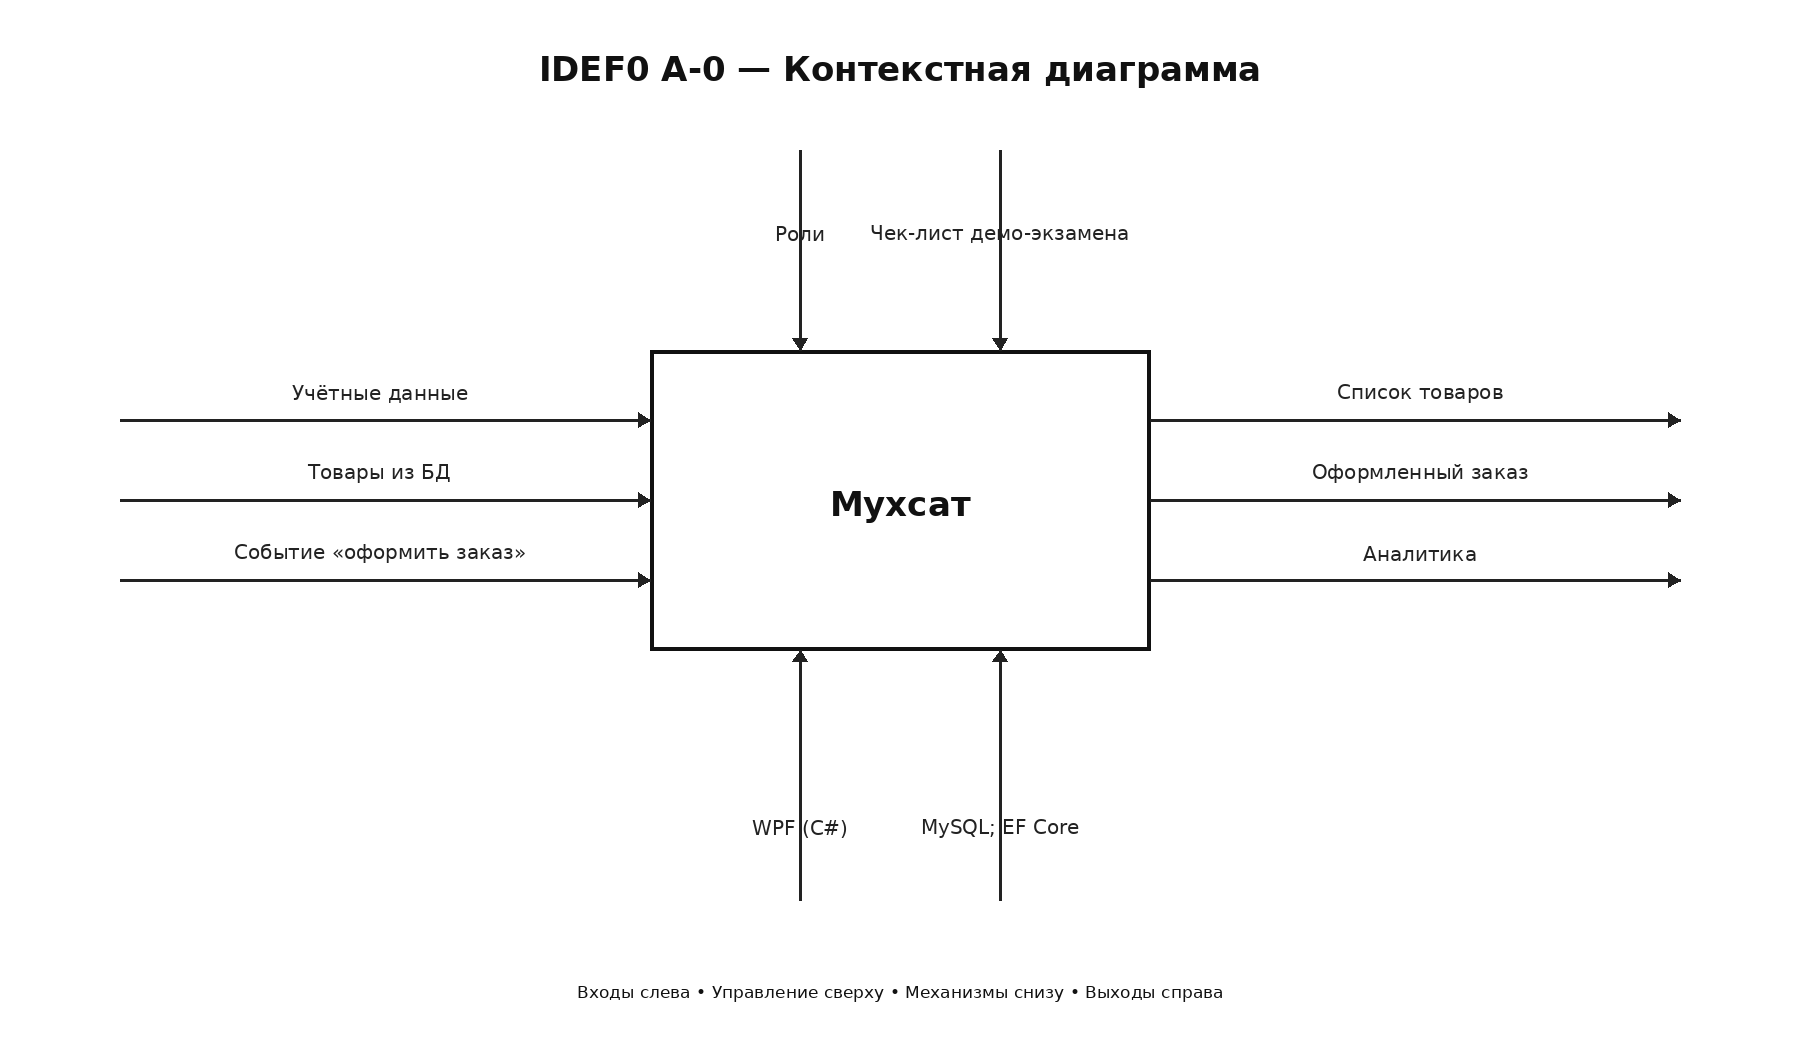 IDEF0 A-0 — Контекстная диаграмма
Роли
Чек-лист демо-экзамена
Учётные данные
Товары из БД
Событие «оформить заказ»
Мухсат
Список товаров
Оформленный заказ
Аналитика
WPF (C#)
MySQL; EF Core
Входы слева • Управление сверху • Механизмы снизу • Выходы справа